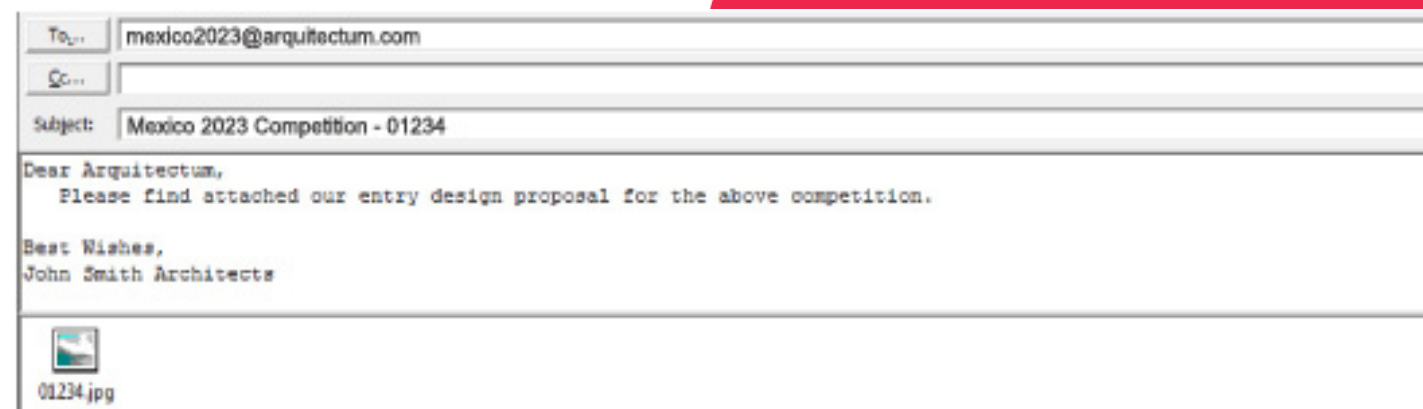 To... mexico2023@arquitectum.com
Cc...
Subject: Mexico 2023 Competition - 01234
Dear Arquitectum,
Please find attached our entry design proposal for the above competition.
Best Wishes,
John Smith Architects
01234.jpg